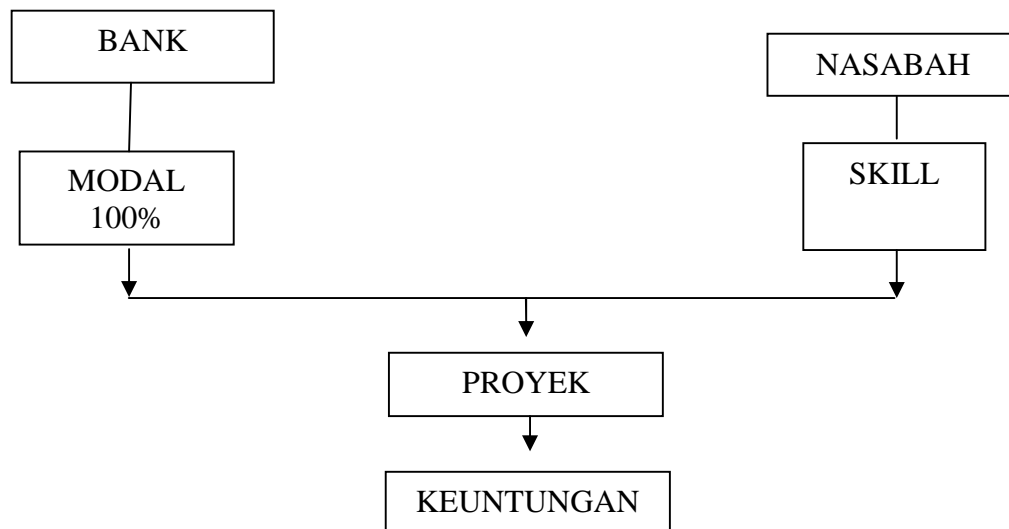 BANK
NASABAH
MODAL
100%
SKILL
PROYEK
KEUNTUNGAN